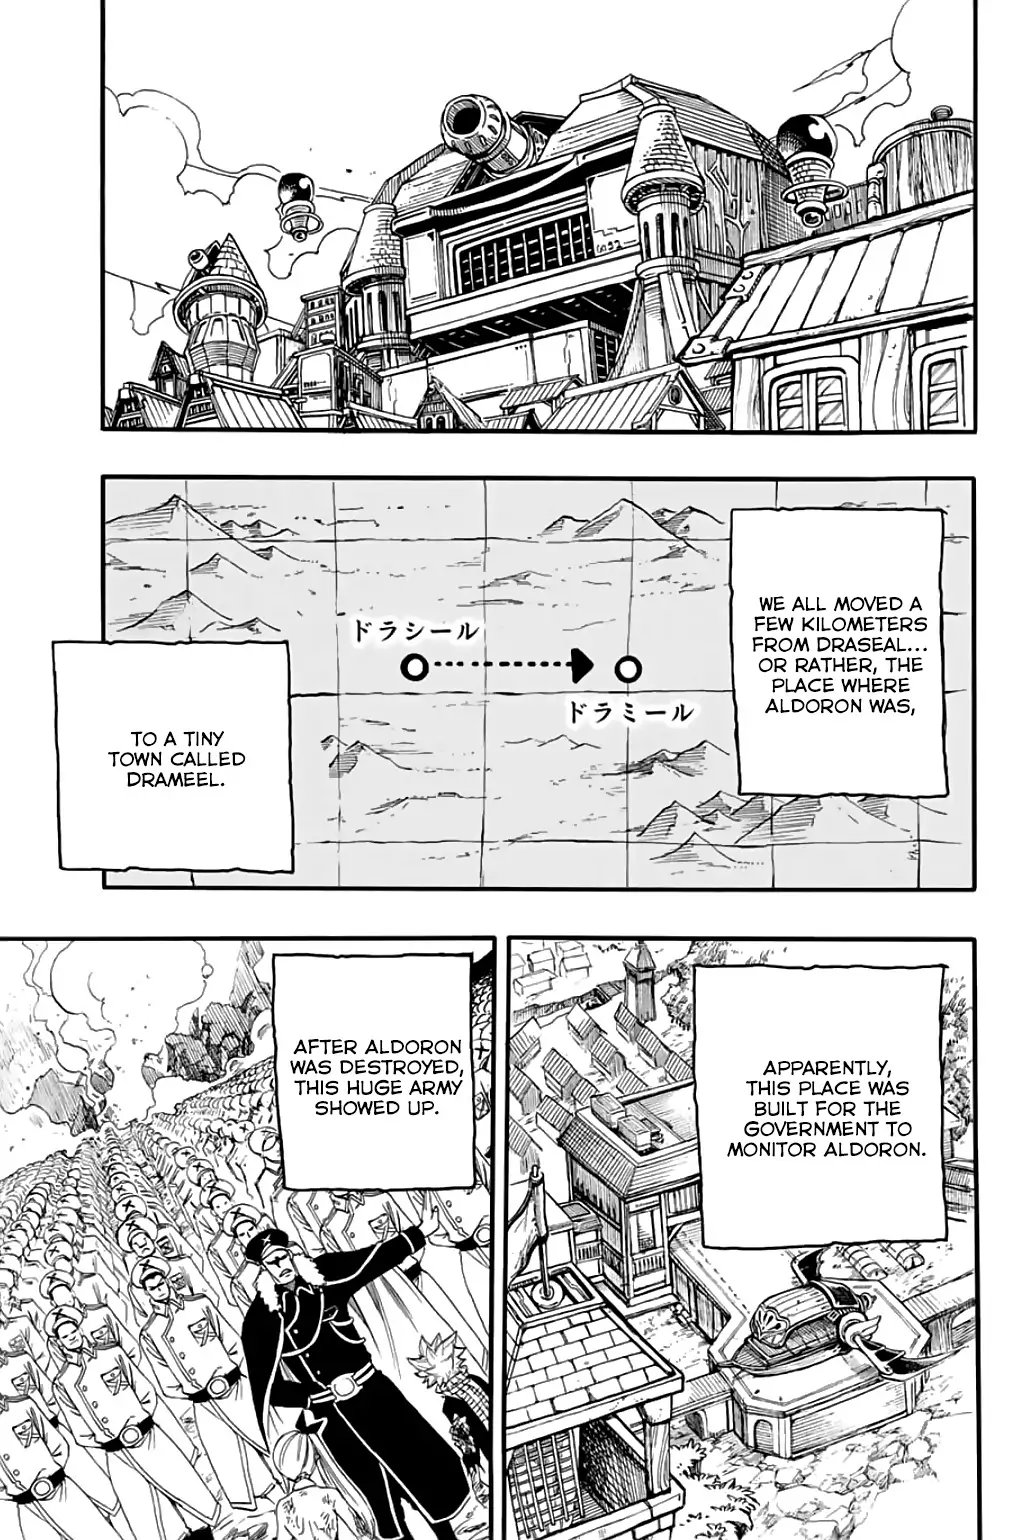 WE ALL MOVED A
FEW KILOMETERS
FROM DRASEAL...
OR RATHER, THE
PLACE WHERE
ALDORON WAS,
ドラシール
ドラミール
TO A TINY
TOWN CALLED
DRAMEEL.
APPARENTLY,
THIS PLACE WAS
BUILT FOR THE
GOVERNMENT TO
MONITOR ALDORON.
AFTER ALDORON
WAS DESTROYED,
THIS HUGE ARMY
SHOWED UP.